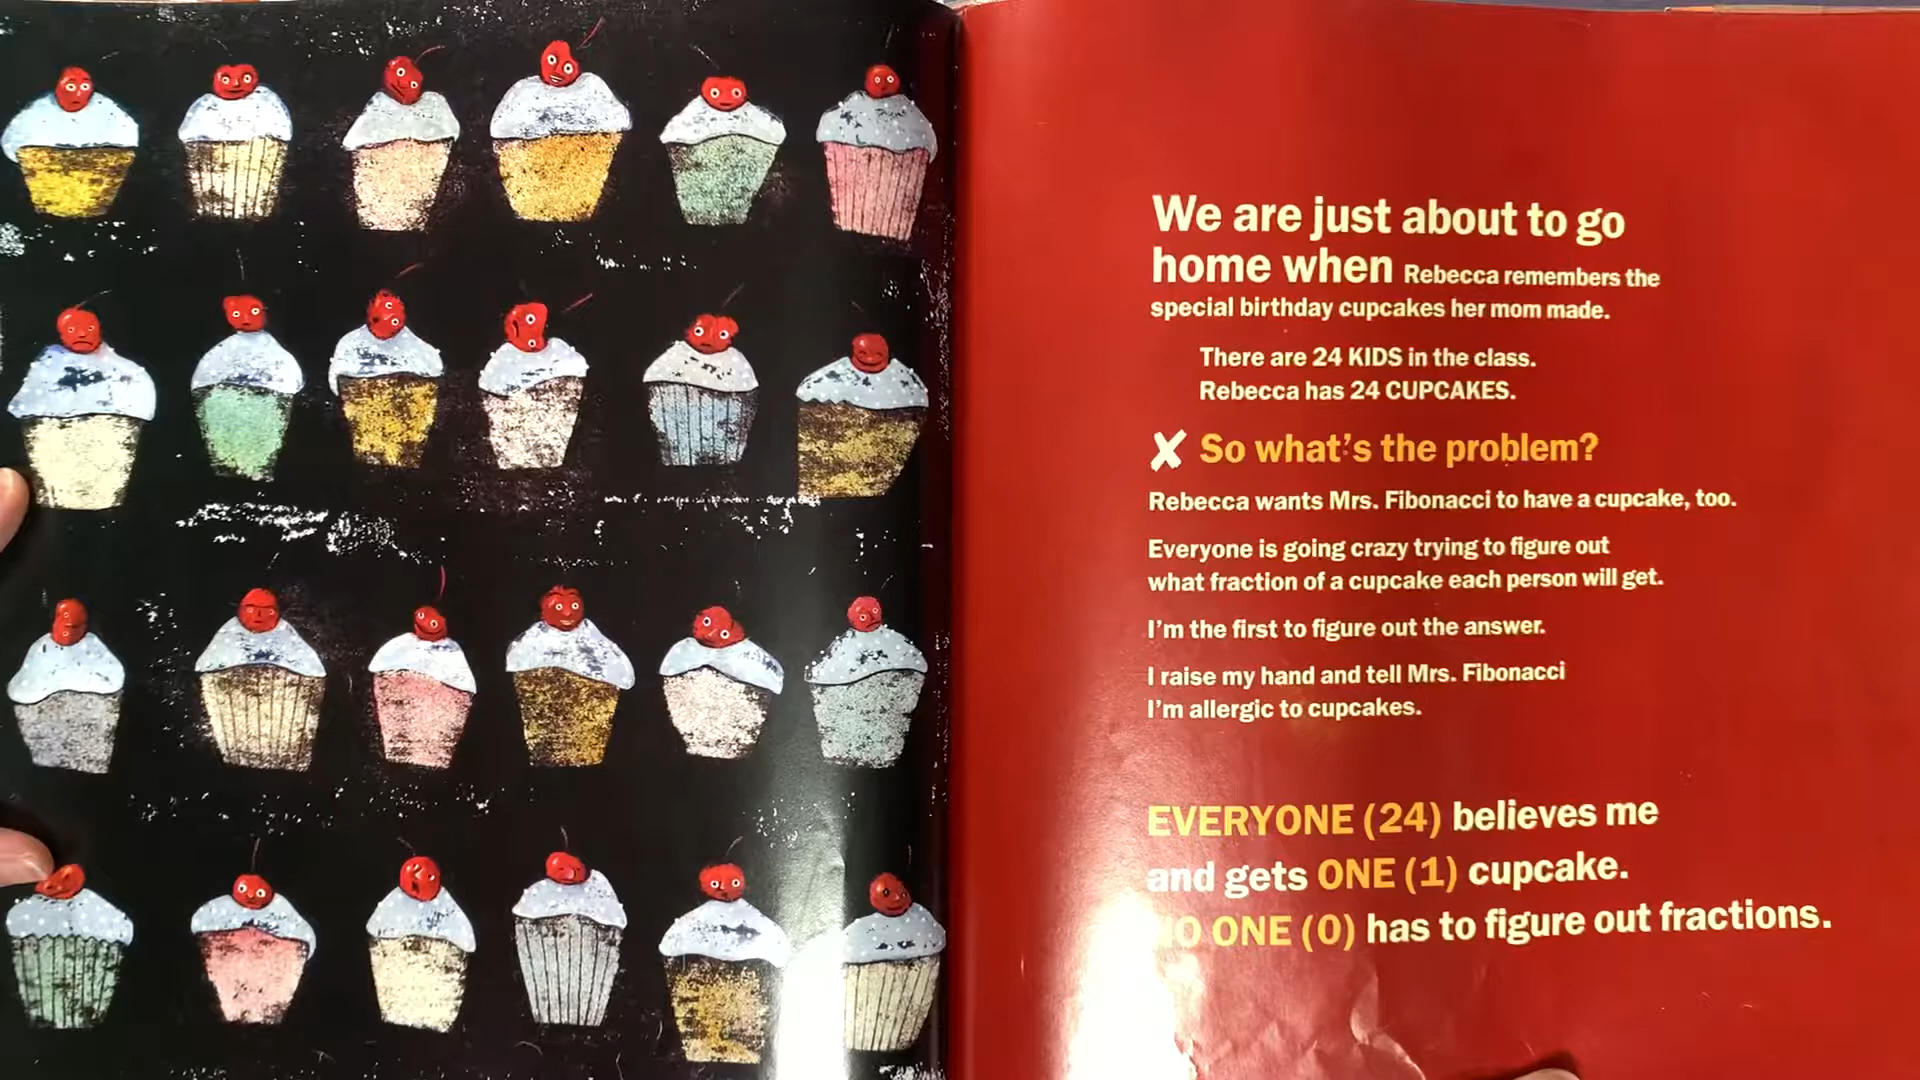 We are just about to go
home when Rebecca remembers the
special birthday cupcakes her mom made.
There are 24 KIDS in the class.
Rebecca has 24 CUPCAKES.
✘ So what's the problem?
Rebecca wants Mrs. Fibonacci to have a cupcake, too.
Everyone is going crazy trying to figure out
what fraction of a cupcake each person will get.
I'm the first to figure out the answer.
I raise my hand and tell Mrs. Fibonacci
I'm allergic to cupcakes.
EVERYONE (24) believes me
and gets ONE (1) cupcake.
NO ONE (0) has to figure out fractions.